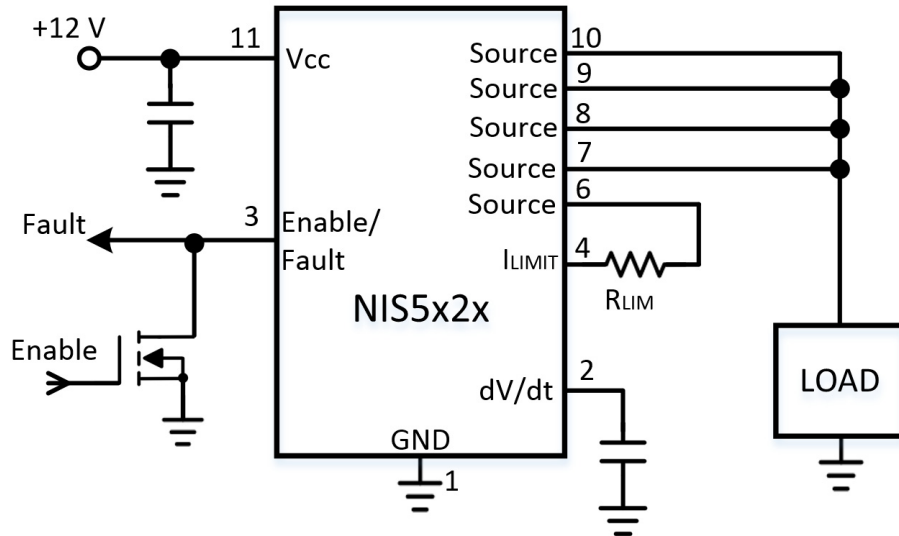 +12 V
11
Vcc
Source
10
Source
9
Source
8
Source
7
Source
6
Fault
3
Enable/
Fault
ILIMIT
4
RLIM
NIS5x2x
Enable
dV/dt
2
LOAD
GND
1